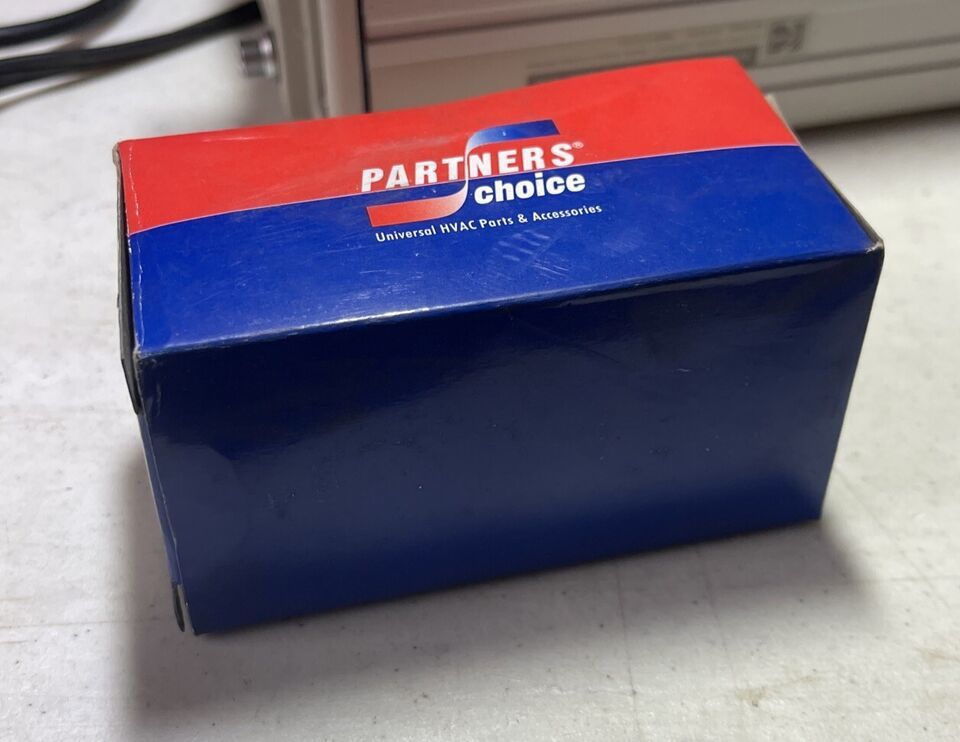 PARTNERS®
choice
Universal HVAC Parts & Accessories